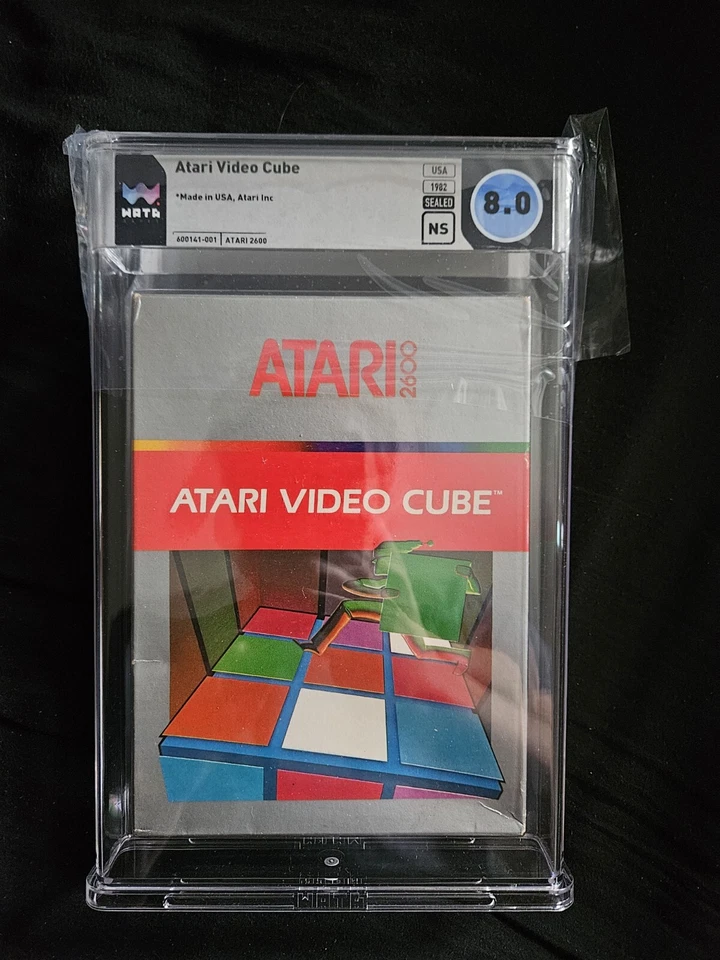 Atari Video Cube
*Made in USA, Atari Inc
WATA
600141-001 ATARI 2600
USA
1982
SEALED
NS
8.0
ATARI 2600
ATARI VIDEO CUBE™
WATA